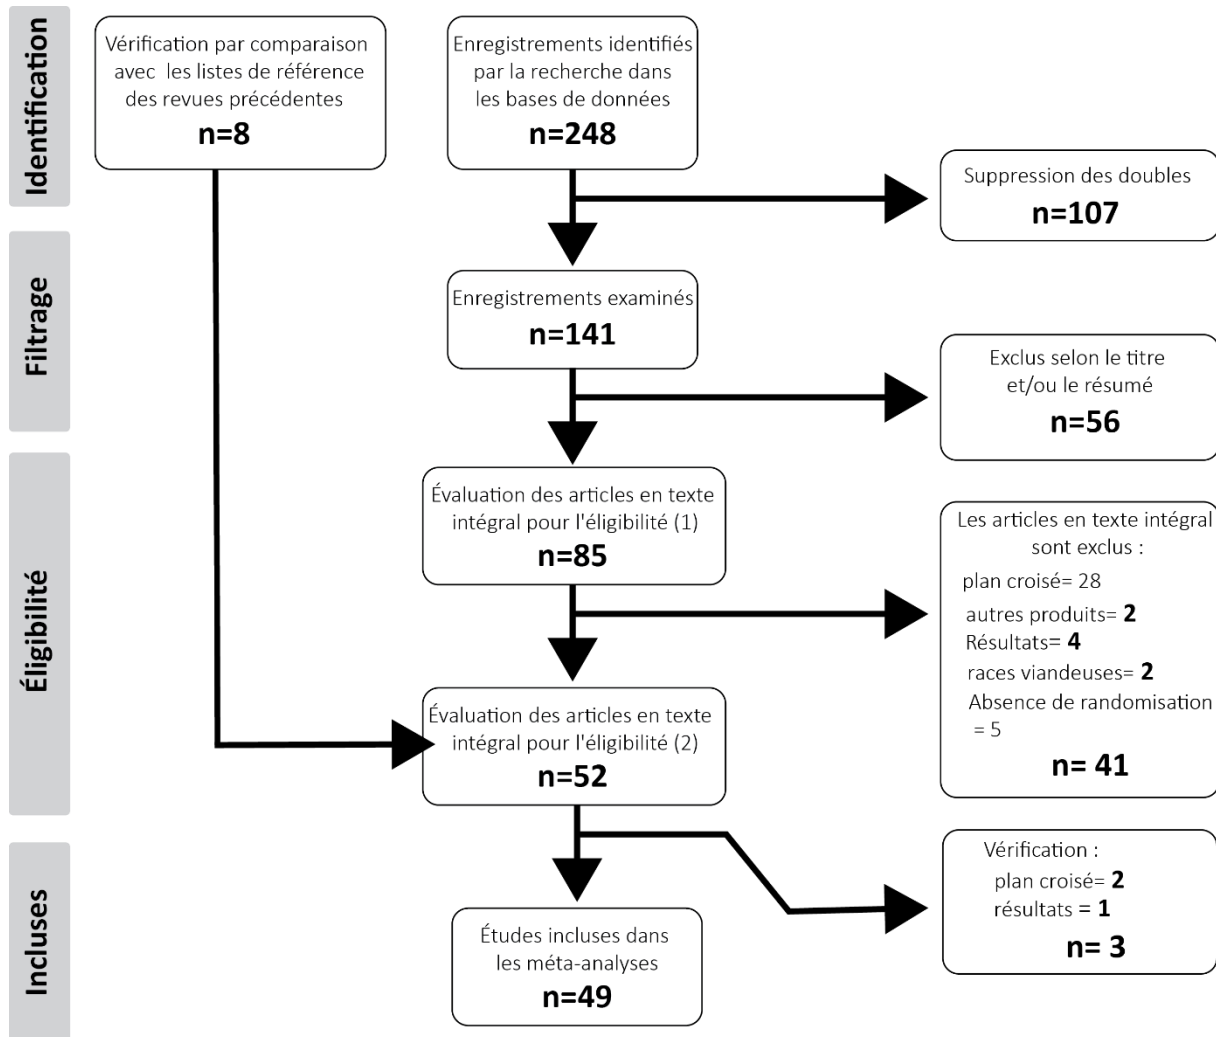 Identification
Vérification par comparaison
avec les listes de référence
des revues précédentes
n=8
Enregistrements identifiés
par la recherche dans
les bases de données
n=248
Suppression des doubles
n=107
Filtrage
Enregistrements examinés
n=141
Exclus selon le titre
et/ou le résumé
n=56
Éligibilité
Évaluation des articles en texte
intégral pour l'éligibilité (1)
n=85
Les articles en texte intégral
sont exclus :
plan croisé= 28
autres produits= 2
Résultats= 4
races viandeuses= 2
Absence de randomisation
= 5
n= 41
Évaluation des articles en texte
intégral pour l'éligibilité (2)
n=52
Incluses
Vérification :
plan croisé= 2
résultats = 1
n= 3
Études incluses dans
les méta-analyses
n=49